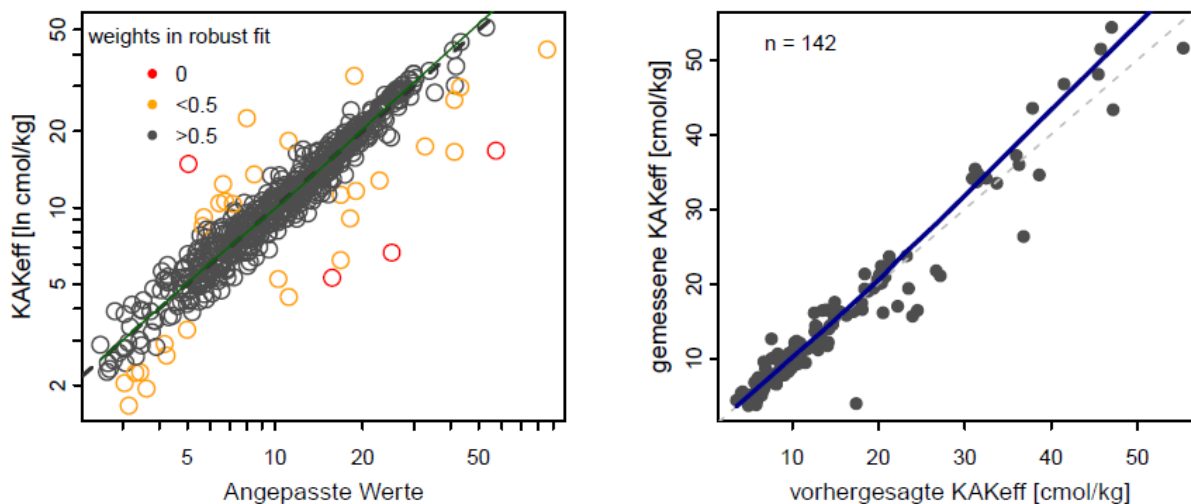 weights in robust fit
0
<0.5
>0.5
50
20
10
5
2
KAKeff [ln cmol/kg]
5 10 20 50
Angepasste Werte
n = 142
50
40
30
20
10
gemessene KAKeff [cmol/kg]
10 20 30 40 50
vorhergesagte KAKeff [cmol/kg]